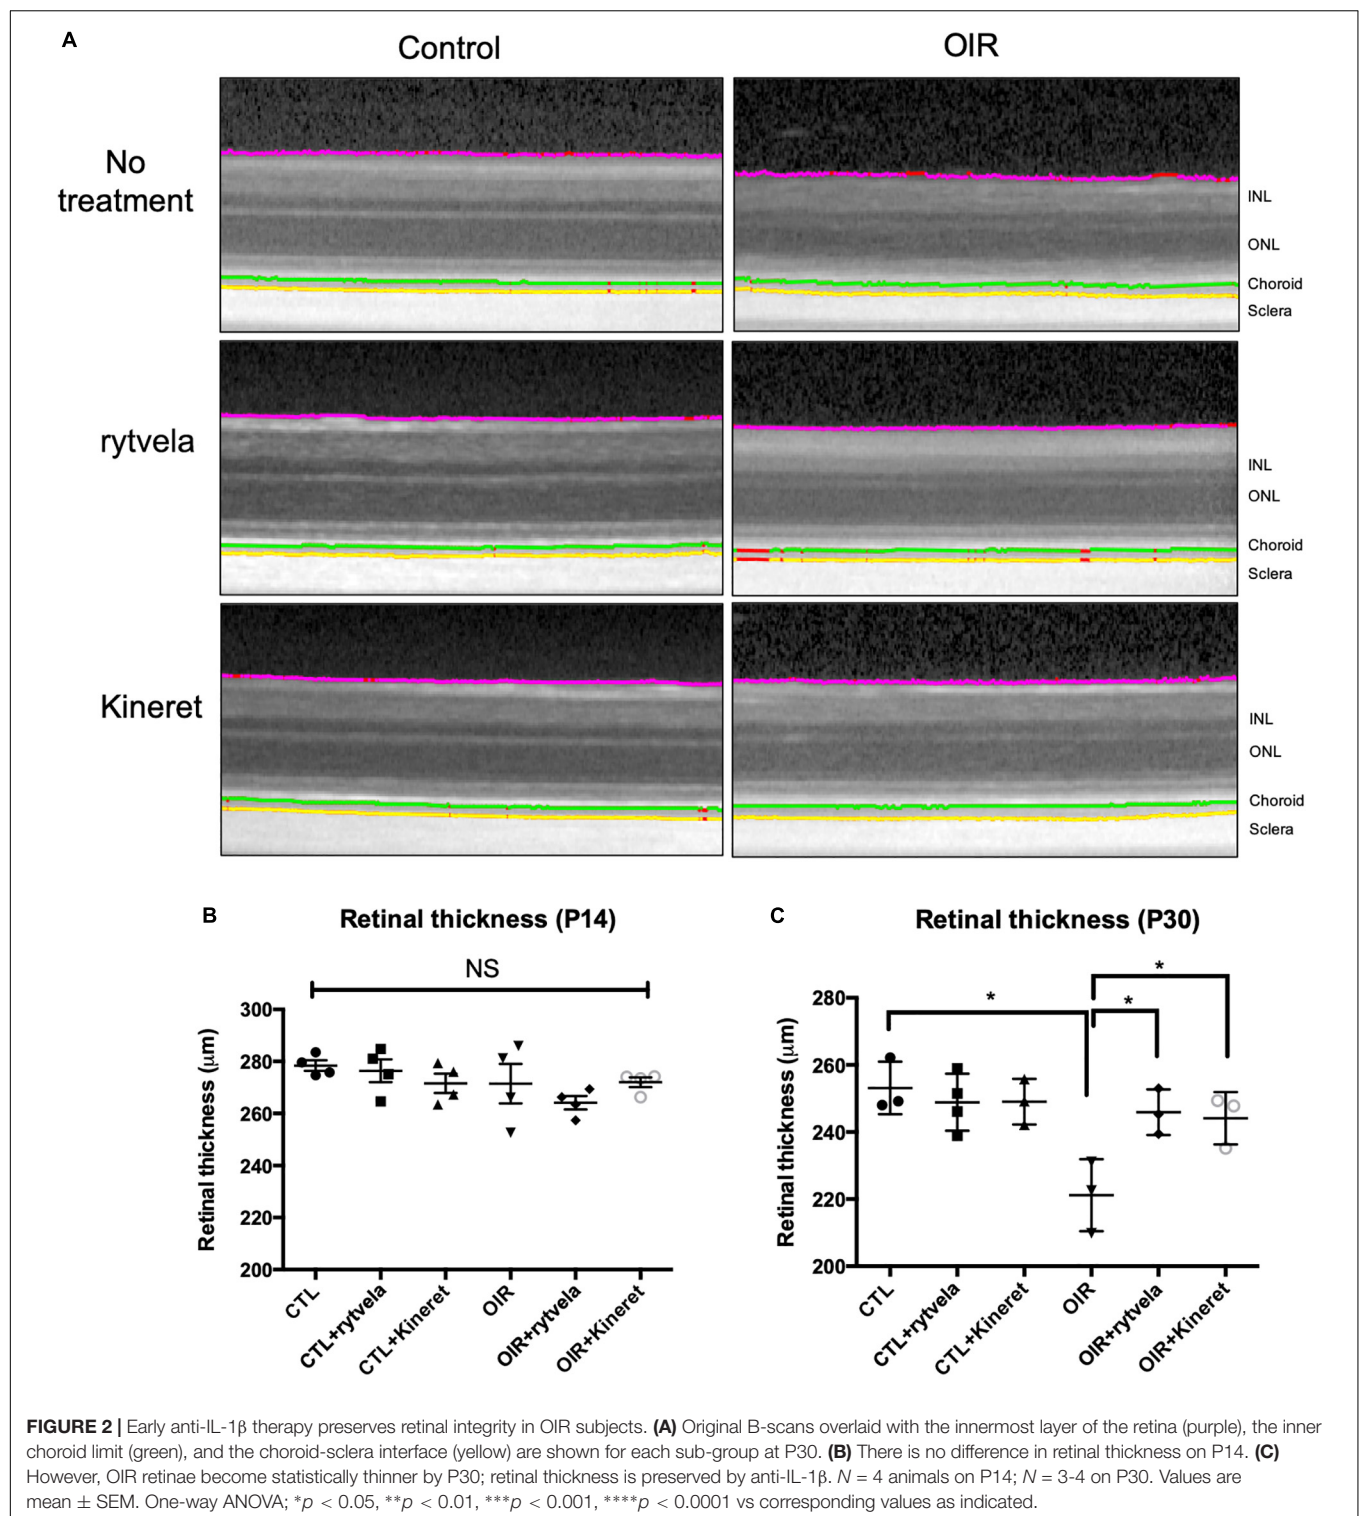 A
Control
OIR
No
treatment
INL
ONL
Choroid
Sclera
rytvela
INL
ONL
Choroid
Sclera
Kineret
INL
ONL
Choroid
Sclera
B
Retinal thickness (P14)
NS
Retinal thickness (μm)
300
280
260
240
220
200
CTL
CTL+rytvela
CTL+Kineret
OIR
OIR+rytvela
OIR+Kineret
C
Retinal thickness (P30)
*
*
*
Retinal thickness (μm)
280
260
240
220
200
CTL
CTL+rytvela
CTL+Kineret
OIR
OIR+rytvela
OIR+Kineret
FIGURE 2 | Early anti-IL-1β therapy preserves retinal integrity in OIR subjects. (A) Original B-scans overlaid with the innermost layer of the retina (purple), the inner
choroid limit (green), and the choroid-sclera interface (yellow) are shown for each sub-group at P30. (B) There is no difference in retinal thickness on P14. (C)
However, OIR retinae become statistically thinner by P30; retinal thickness is preserved by anti-IL-1β. N = 4 animals on P14; N = 3-4 on P30. Values are
mean ± SEM. One-way ANOVA; *p < 0.05, **p < 0.01, ***p < 0.001, ****p < 0.0001 vs corresponding values as indicated.